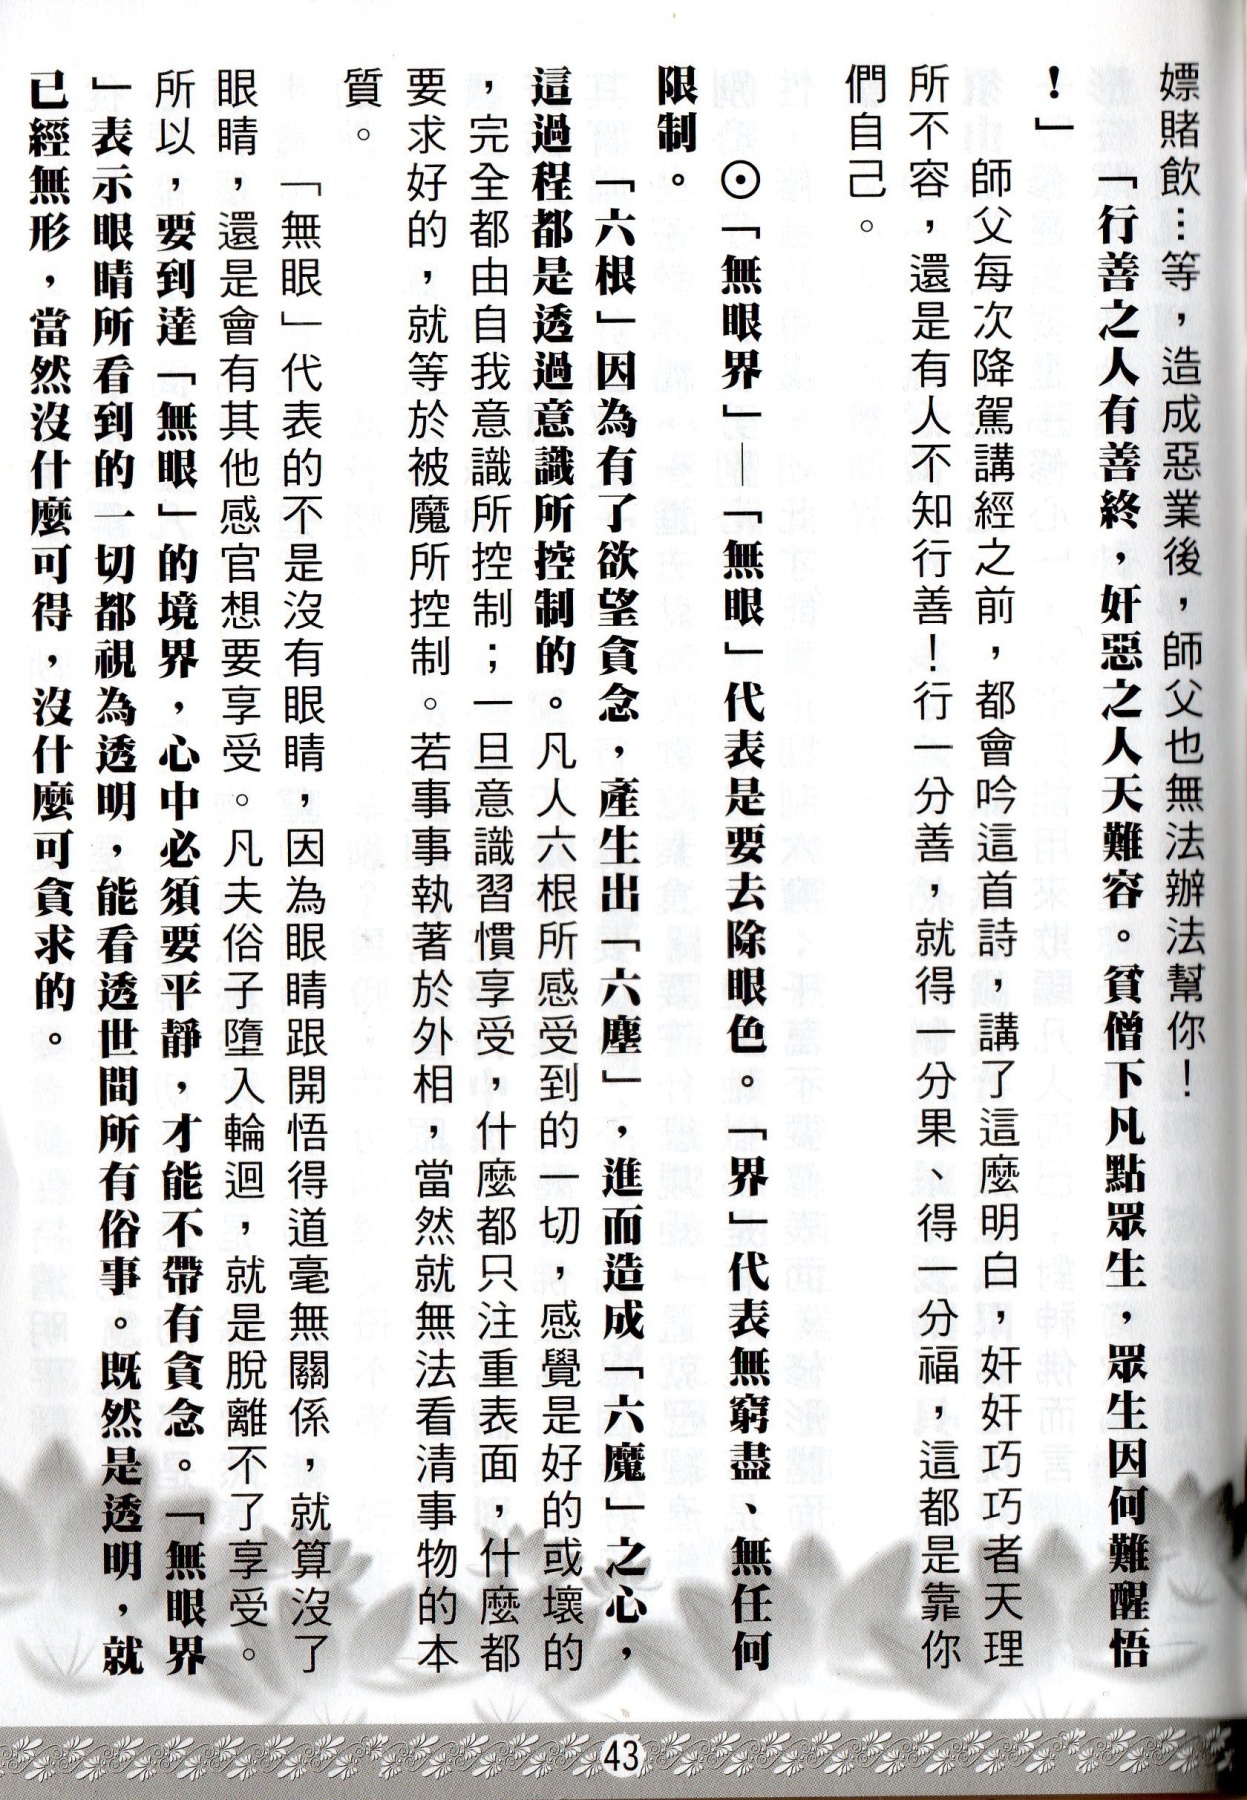 嫖賭飲…等，造成惡業後，師父也無法辦法幫你！
「行善之人有善終，奸惡之人天難容。貧僧下凡點眾生，眾生因何難醒悟
！」
師父每次降駕講經之前，都會吟這首詩，講了這麼明白，奸奸巧巧者天理
所不容，還是有人不知行善！行一分善，就得一分果、得一分福，這都是靠你
們自己。
⊙「無眼界」—「無眼」代表是要去除眼色。「界」代表無窮盡、無任何
限制。
「六根」因為有了欲望貪念，產生出「六塵」，進而造成「六魔」之心，
這過程都是透過意識所控制的。凡人六根所感受到的一切，感覺是好的或壞的
，完全都由自我意識所控制；一旦意識習慣享受，什麼都只注重表面，什麼都
要求好的，就等於被魔所控制。若事事執著於外相，當然就無法看清事物的本
質。
「無眼」代表的不是沒有眼睛，因為眼睛跟開悟得道毫無關係，就算沒了
眼睛，還是會有其他感官想要享受。凡夫俗子墮入輪迴，就是脫離不了享受。
所以，要到達「無眼」的境界，心中必須要平靜，才能不帶有貪念。「無眼界
」表示眼睛所看到的一切都視為透明，能看透世間所有俗事。既然是透明，就
已經無形，當然沒什麼可得，沒什麼可貪求的。
43